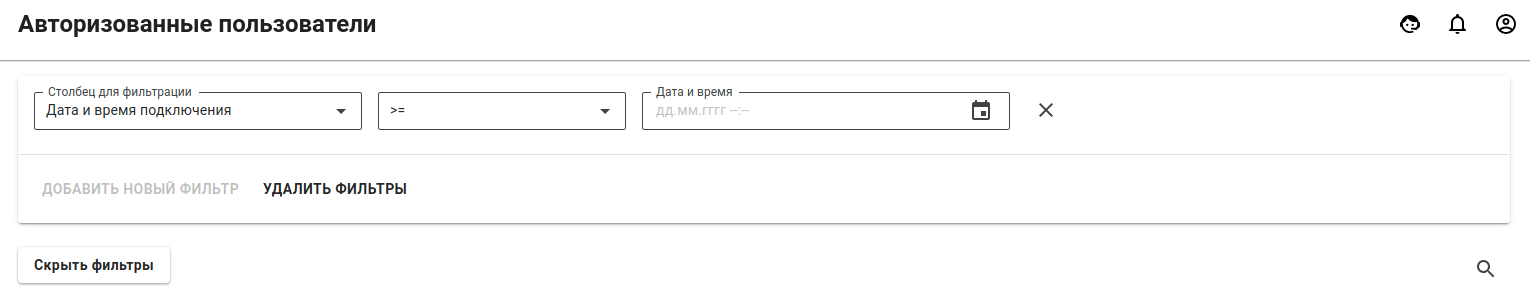 Авторизованные пользователи
Столбец для фильтрации
Дата и время подключения
>=
Дата и время
дд.мм.гггг --:--
ДОБАВИТЬ НОВЫЙ ФИЛЬТР
УДАЛИТЬ ФИЛЬТРЫ
Скрыть фильтры